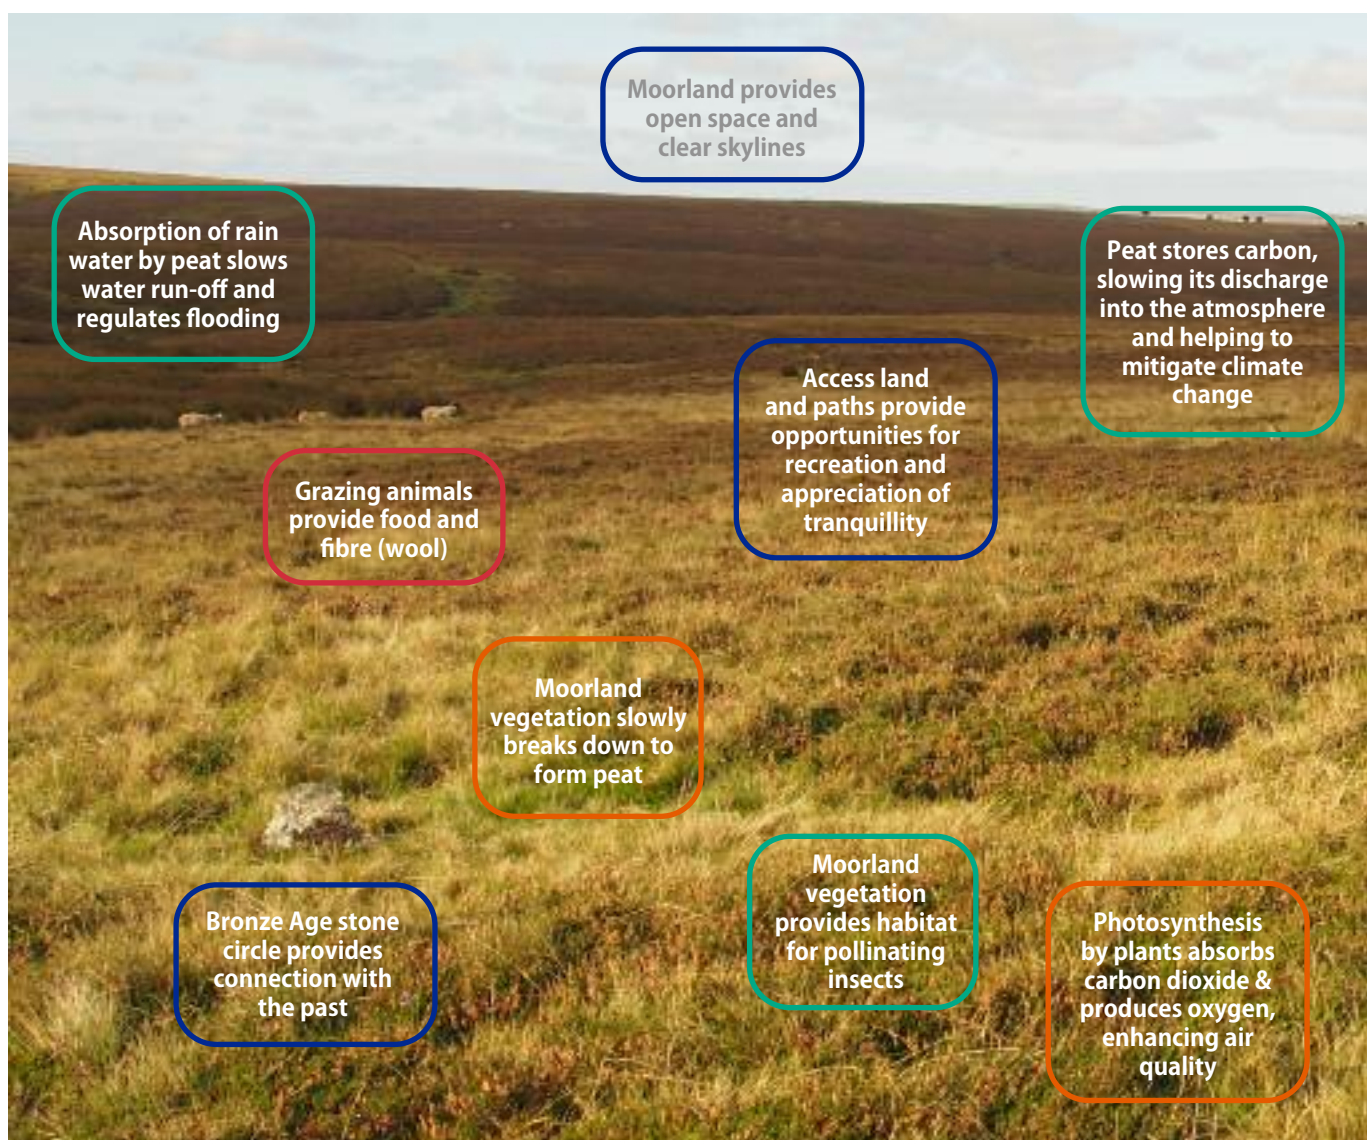 Moorland provides
open space and
clear skylines
Absorption of rain
water by peat slows
water run-off and
regulates flooding
Peat stores carbon,
slowing its discharge
into the atmosphere
and helping to
mitigate climate
change
Access land
and paths provide
opportunities for
recreation and
appreciation of
tranquillity
Grazing animals
provide food and
fibre (wool)
Moorland
vegetation slowly
breaks down to
form peat
Moorland
vegetation
provides habitat
for pollinating
insects
Bronze Age stone
circle provides
connection with
the past
Photosynthesis
by plants absorbs
carbon dioxide &
produces oxygen,
enhancing air
quality